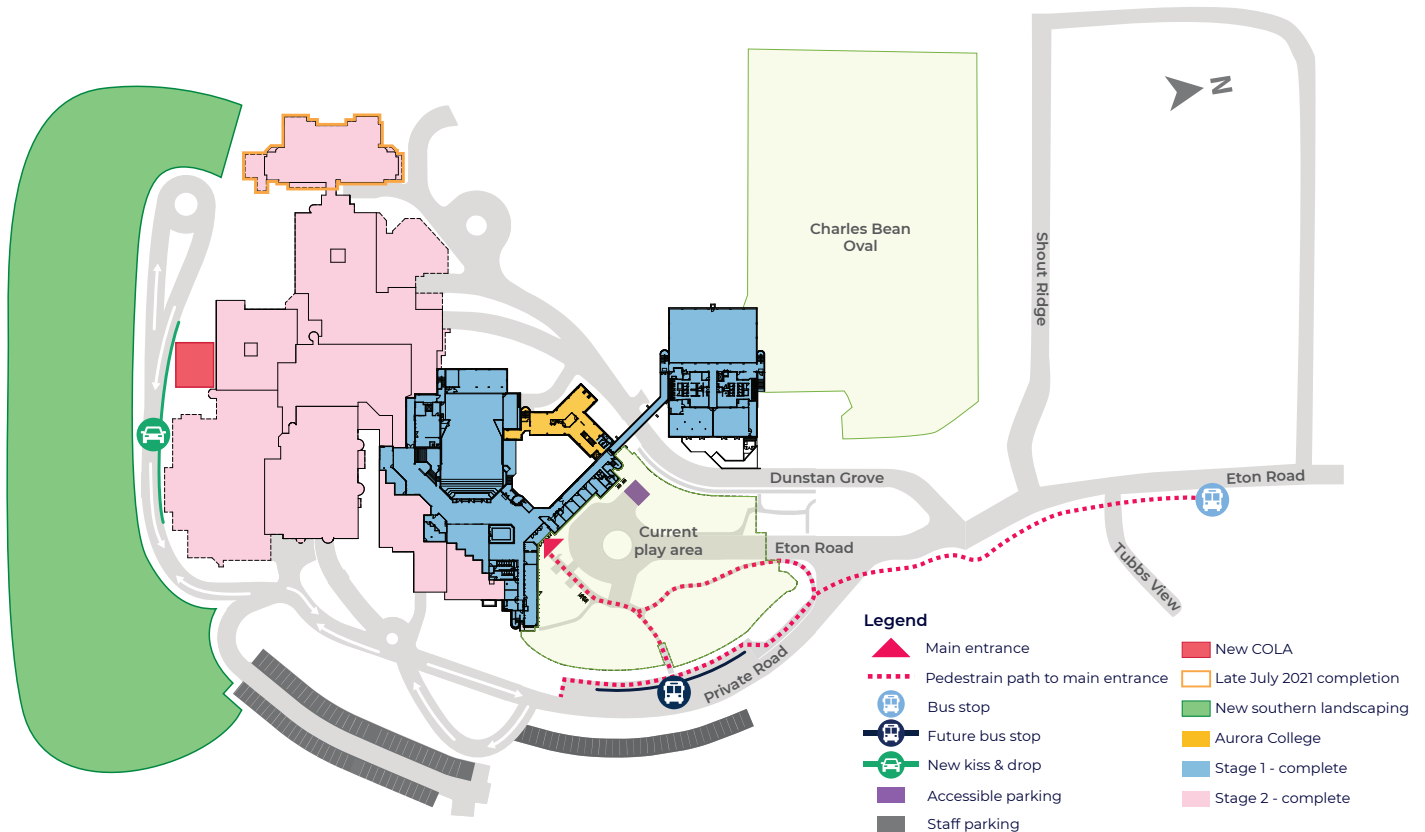 N
Charles Bean
Oval
Shout Ridge
Dunstan Grove
Eton Road
Current
play area
Eton Road
Tubbs View
Private Road
Legend
Main entrance
Pedestrain path to main entrance
Bus stop
Future bus stop
New kiss & drop
Accessible parking
Staff parking
New COLA
Late July 2021 completion
New southern landscaping
Aurora College
Stage 1 - complete
Stage 2 - complete